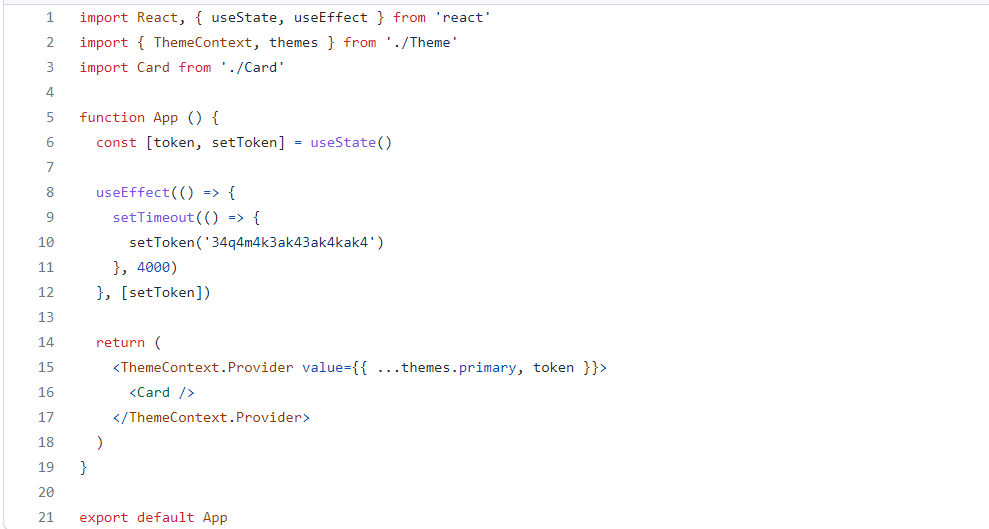 1 import React, { useState, useEffect } from 'react'
2 import { ThemeContext, themes } from './Theme'
3 import Card from './Card'
4
5 function App () {
6   const [token, setToken] = useState()
7
8   useEffect(() => {
9     setTimeout(() => {
10       setToken('34q4m4k3ak43ak4kak4')
11     }, 4000)
12   }, [setToken])
13
14   return (
15     <ThemeContext.Provider value={{ ...themes.primary, token }}>
16       <Card />
17     </ThemeContext.Provider>
18   )
19 }
20
21 export default App